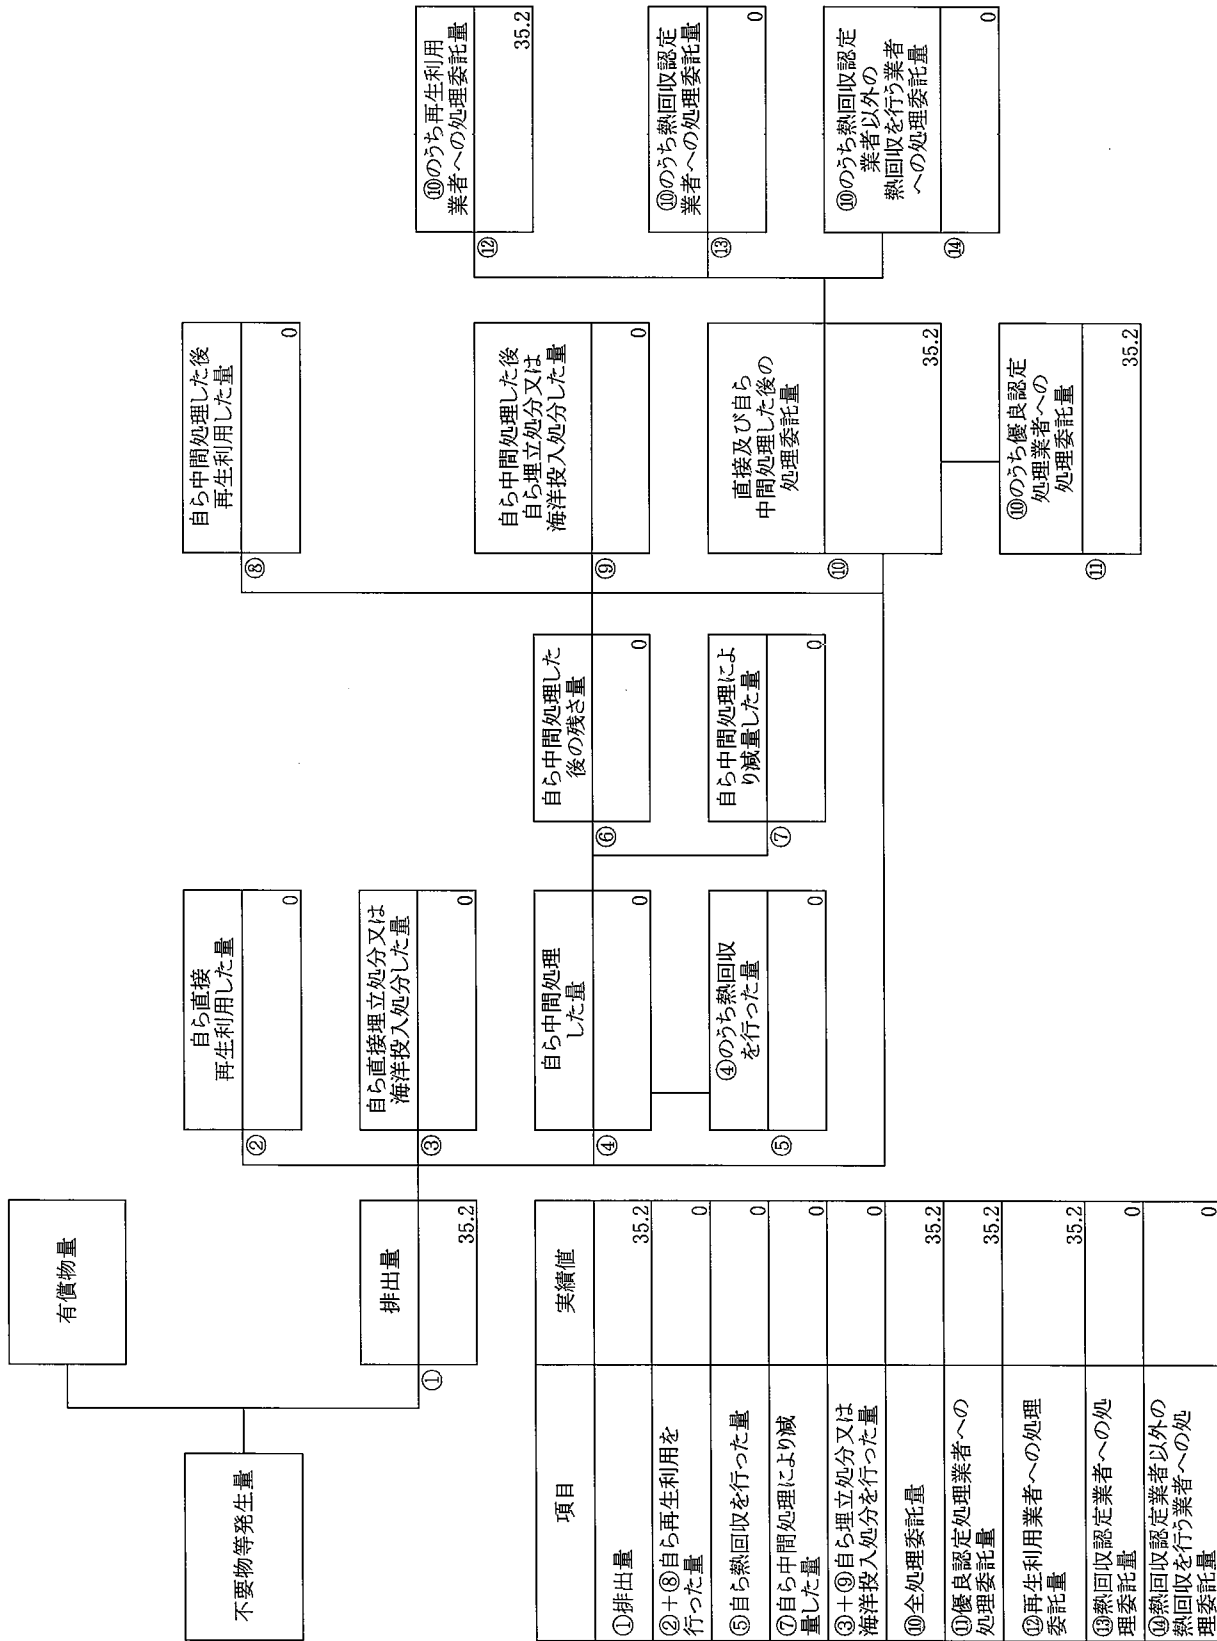 不要物等発生量
有償物量
①
排出量
35.2
②
自ら直接
再生利用した量
0
③
自ら直接埋立処分又は
海洋投入処分した量
0
④
自ら中間処理
した量
0
⑤
④のうち熱回収
を行った量
0
⑥
自ら中間処理した
後の残さ量
0
⑦
自ら中間処理によ
り減量した量
0
⑧
自ら中間処理した後
再生利用した量
0
⑨
自ら中間処理した後
自ら埋立処分又は
海洋投入処分した量
0
⑩
直接及び自ら
中間処理した後の
処理委託量
35.2
⑪
⑩のうち優良認定
処理業者への
処理委託量
35.2
⑫
⑩のうち再生利用
業者への処理委託量
35.2
⑬
⑩のうち熱回収認定
業者への処理委託量
0
⑭
⑩のうち熱回収認定
業者以外の
熱回収を行う業者
への処理委託量
0
項目 実績値
①排出量 35.2
②+⑧自ら再生利用を
行った量 0
⑤自ら熱回収を行った量 0
⑦自ら中間処理により減
量した量 0
③+⑨自ら埋立処分又は
海洋投入処分を行った量 0
⑩全処理委託量 35.2
⑪優良認定処理業者への
処理委託量 35.2
⑫再生利用業者への処理
委託量 35.2
⑬熱回収認定業者への処
理委託量 0
⑭熱回収認定業者以外の
熱回収を行う業者への処
理委託量 0